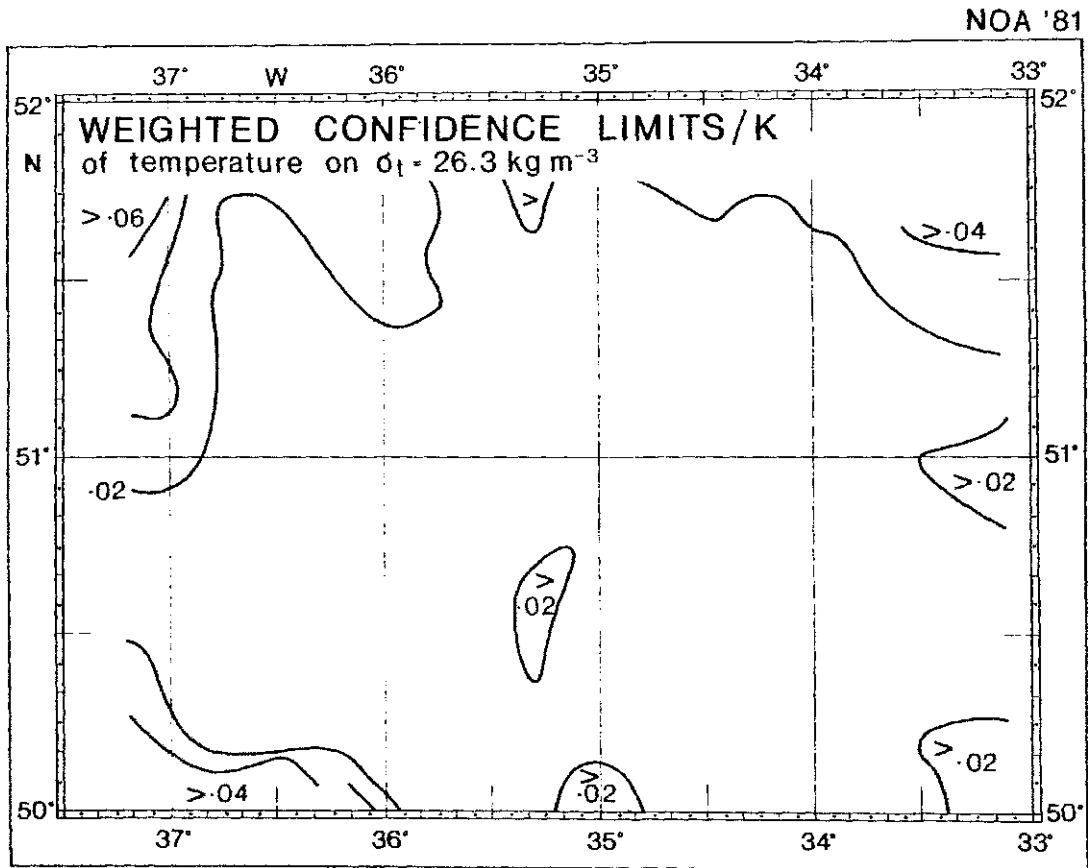 NOA '81
37° W 36° 35° 34° 33°
52° 52°
WEIGHTED CONFIDENCE LIMITS/K
N of temperature on σt = 26.3 kg m⁻³
>
> ·06
> ·04
51° 51°
·02 > ·02
>
·02
> ·02
> ·04
>
·02
50° 50°
37° 36° 35° 34° 33°